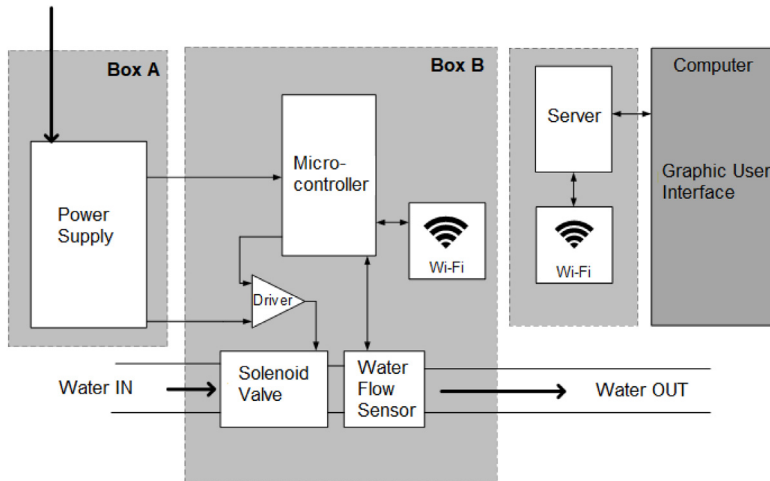 Box A
Box B
Computer
Server
Micro-
controller
Graphic User
Interface
Power
Supply
Wi-Fi
Wi-Fi
Driver
Solenoid
Valve
Water
Flow
Sensor
Water IN
Water OUT